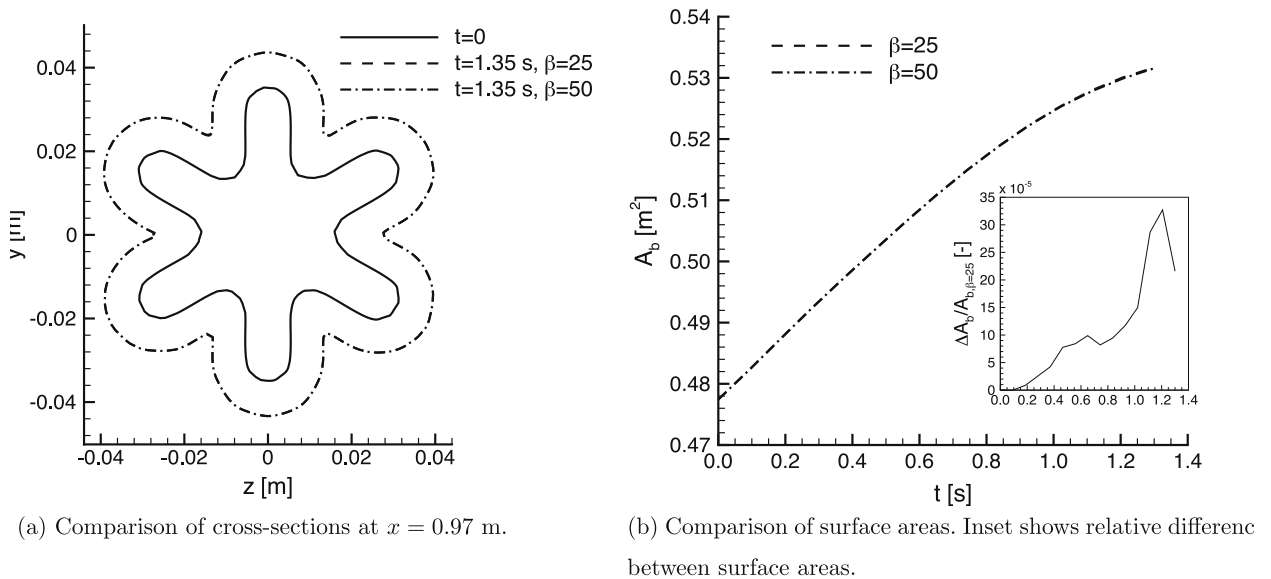 t=0
t=1.35 s, β=25
t=1.35 s, β=50
0.04
0.02
0
-0.02
-0.04
y [m]
-0.04
-0.02
0
0.02
0.04
z [m]
(a) Comparison of cross-sections at x = 0.97 m.
0.54
0.53
0.52
0.51
0.50
0.49
0.48
0.47
A_b [m²]
β=25
β=50
x 10⁻⁵
35
30
25
20
15
10
5
0
ΔA_b/A_b,β=25 [-]
0.0 0.2 0.4 0.6 0.8 1.0 1.2 1.4
0.0 0.2 0.4 0.6 0.8 1.0 1.2 1.4
t [s]
(b) Comparison of surface areas. Inset shows relative differenc
between surface areas.